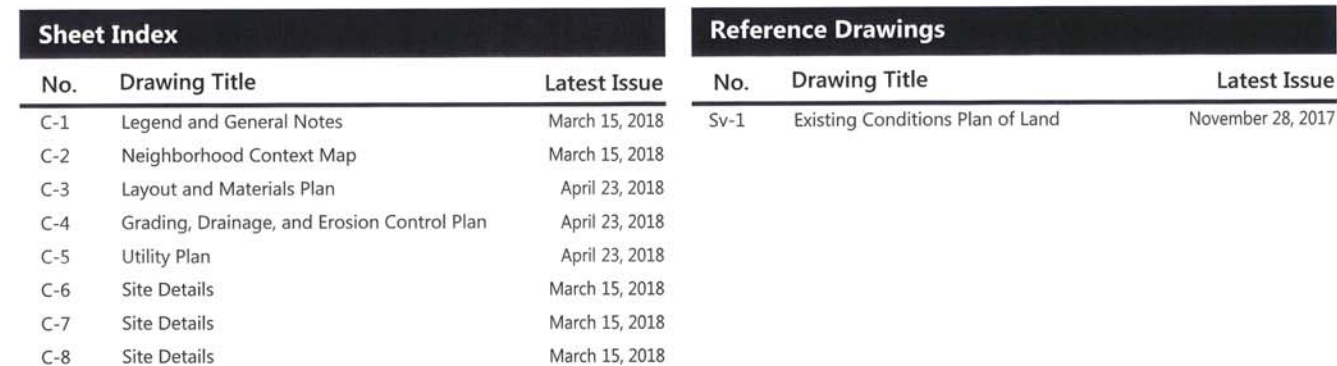 Sheet Index
No. Drawing Title Latest Issue
C-1 Legend and General Notes March 15, 2018
C-2 Neighborhood Context Map March 15, 2018
C-3 Layout and Materials Plan April 23, 2018
C-4 Grading, Drainage, and Erosion Control Plan April 23, 2018
C-5 Utility Plan April 23, 2018
C-6 Site Details March 15, 2018
C-7 Site Details March 15, 2018
C-8 Site Details March 15, 2018
Reference Drawings
No. Drawing Title Latest Issue
Sv-1 Existing Conditions Plan of Land November 28, 2017